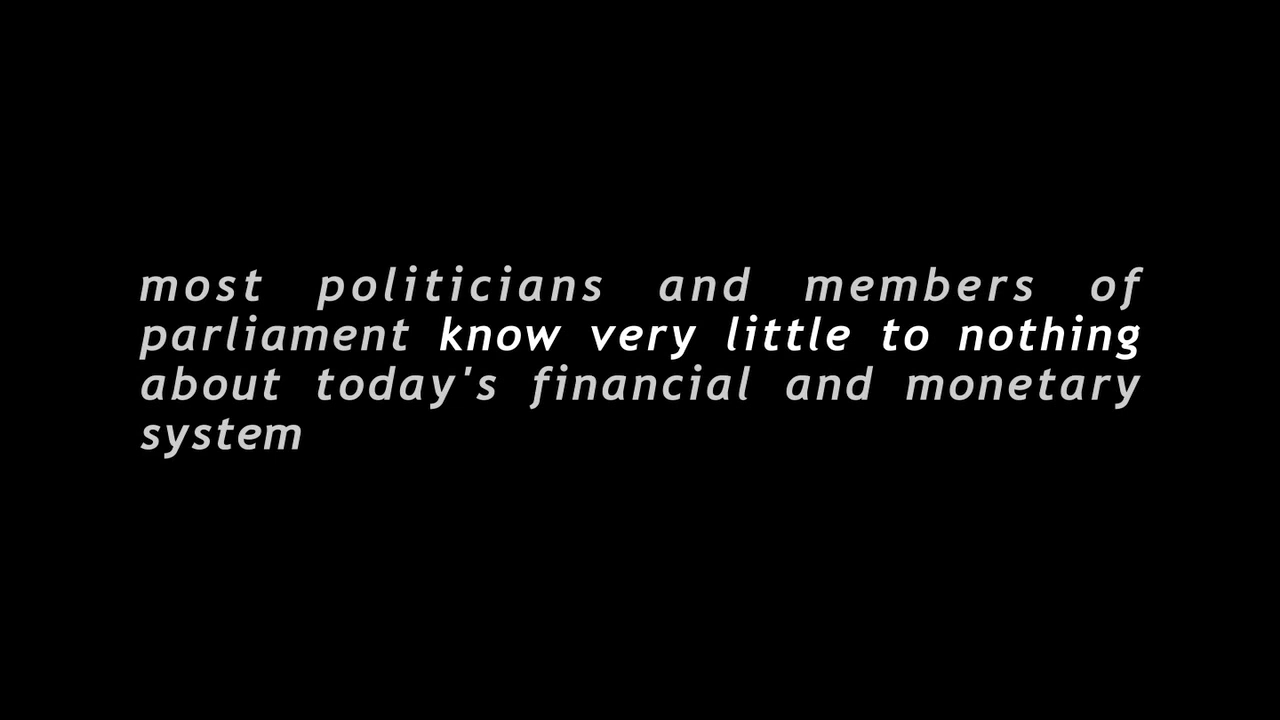 most politicians and members of
parliament know very little to nothing
about today's financial and monetary
system